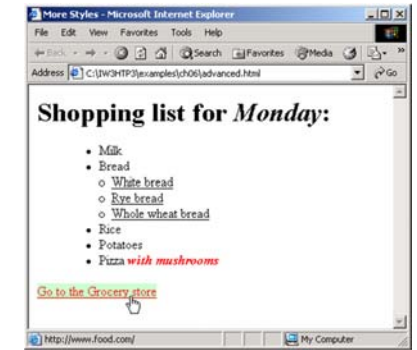 More Styles - Microsoft Internet Explorer
File Edit View Favorites Tools Help
Back Search Favorites Media »
Address C:\IW3HTP3\examples\ch06\advanced.html Go
Shopping list for Monday:
• Milk
• Bread
o White bread
o Rye bread
o Whole wheat bread
• Rice
• Potatoes
• Pizza with mushrooms
Go to the Grocery store
http://www.food.com/ My Computer